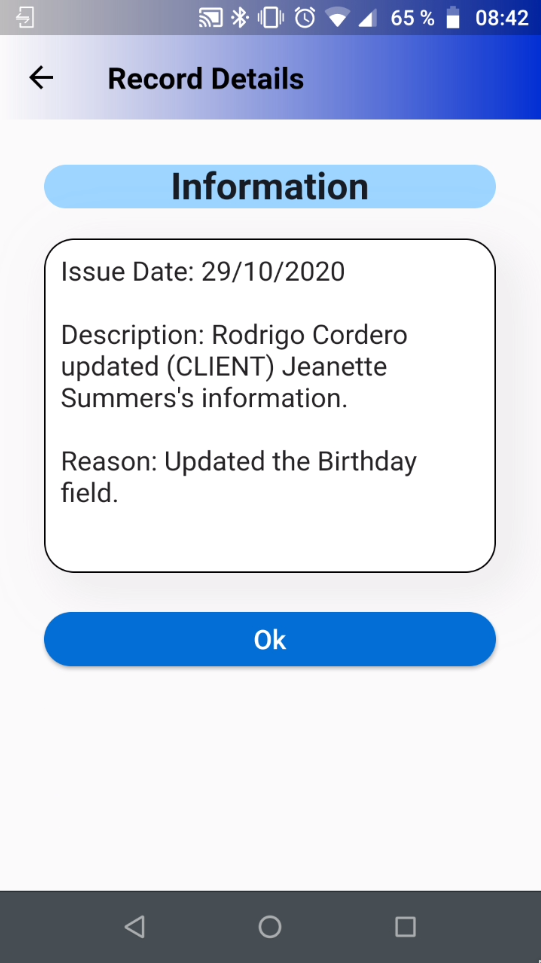 65 % 08:42
Record Details
Information
Issue Date: 29/10/2020
Description: Rodrigo Cordero
updated (CLIENT) Jeanette
Summers's information.
Reason: Updated the Birthday
field.
Ok